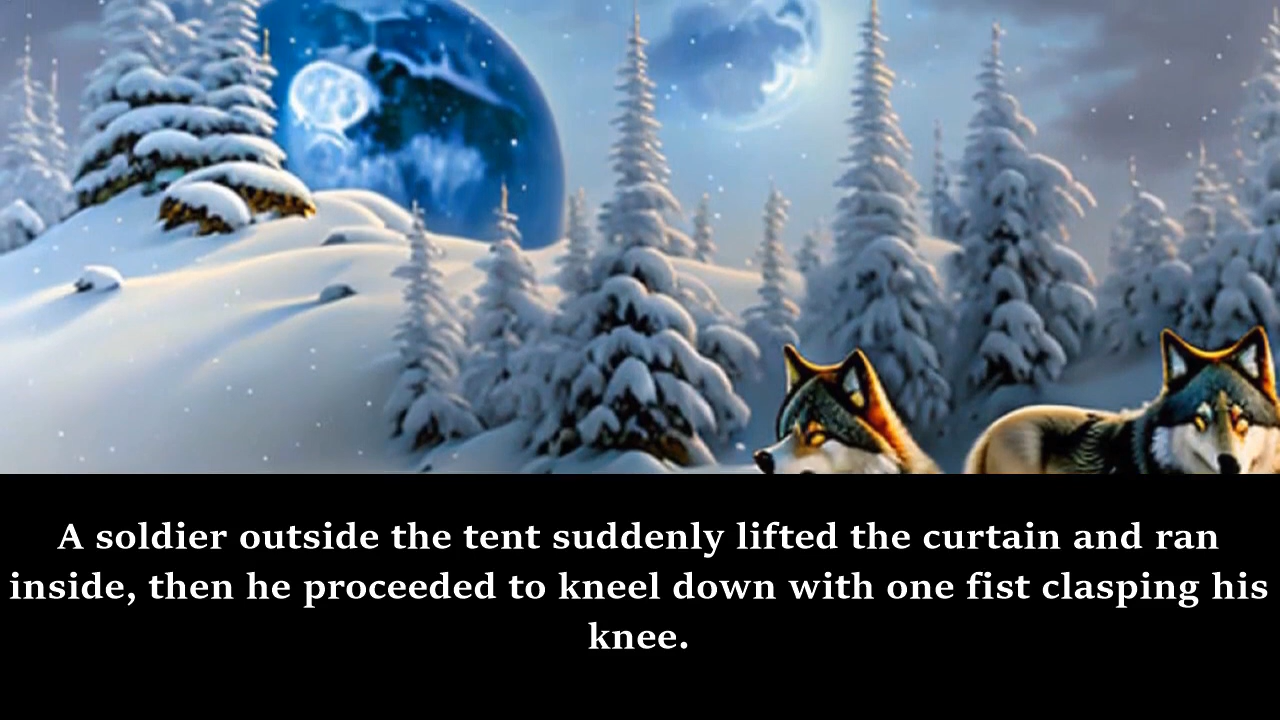 A soldier outside the tent suddenly lifted the curtain and ran
inside, then he proceeded to kneel down with one fist clasping his
knee.